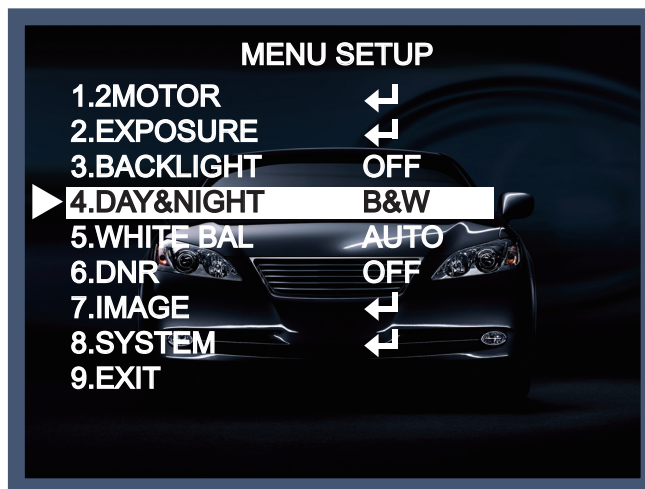 MENU SETUP
1.2MOTOR ↲
2.EXPOSURE ↲
3.BACKLIGHT OFF
4.DAY&NIGHT B&W
5.WHITE BAL AUTO
6.DNR OFF
7.IMAGE ↲
8.SYSTEM ↲
9.EXIT